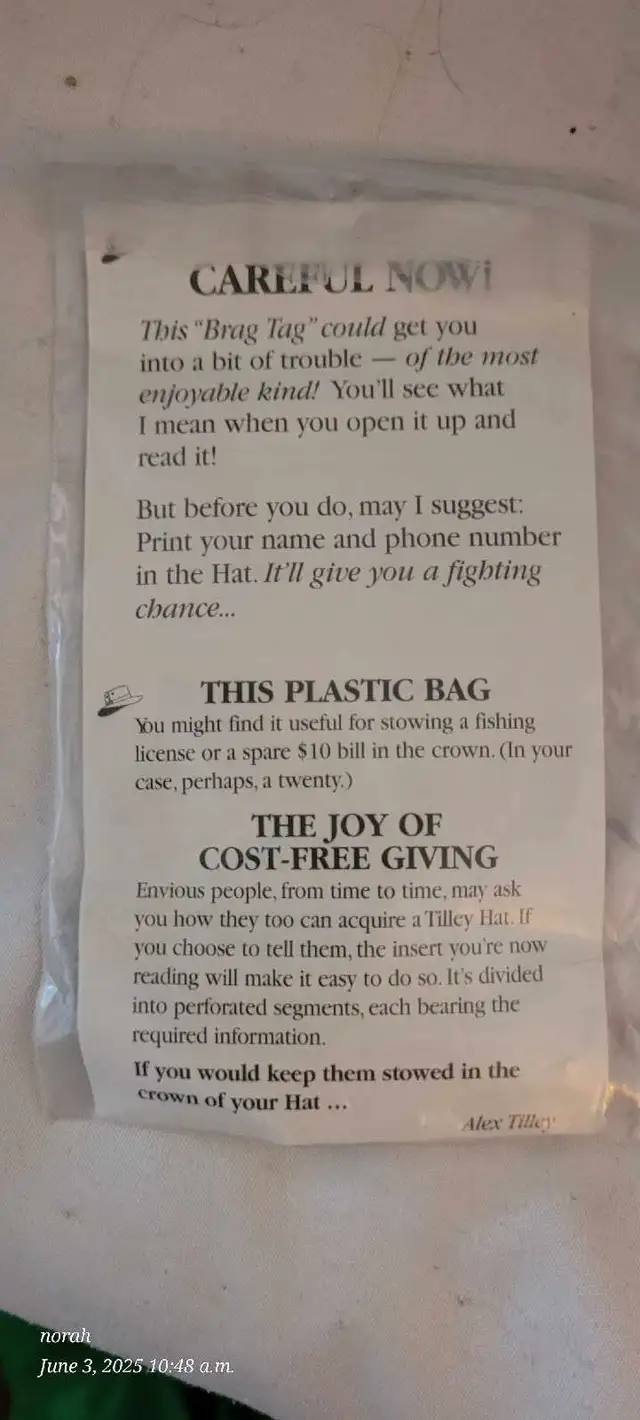 CAREFUL NOW!
This "Brag Tag" could get you
into a bit of trouble — of the most
enjoyable kind! You'll see what
I mean when you open it up and
read it!
But before you do, may I suggest:
Print your name and phone number
in the Hat. It'll give you a fighting
chance...
THIS PLASTIC BAG
You might find it useful for stowing a fishing
license or a spare $10 bill in the crown. (In your
case, perhaps, a twenty.)
THE JOY OF
COST-FREE GIVING
Envious people, from time to time, may ask
you how they too can acquire a Tilley Hat. If
you choose to tell them, the insert you're now
reading will make it easy to do so. It's divided
into perforated segments, each bearing the
required information.
If you would keep them stowed in the
crown of your Hat ...
Alex Tilley
norah
June 3, 2025 10:48 a.m.